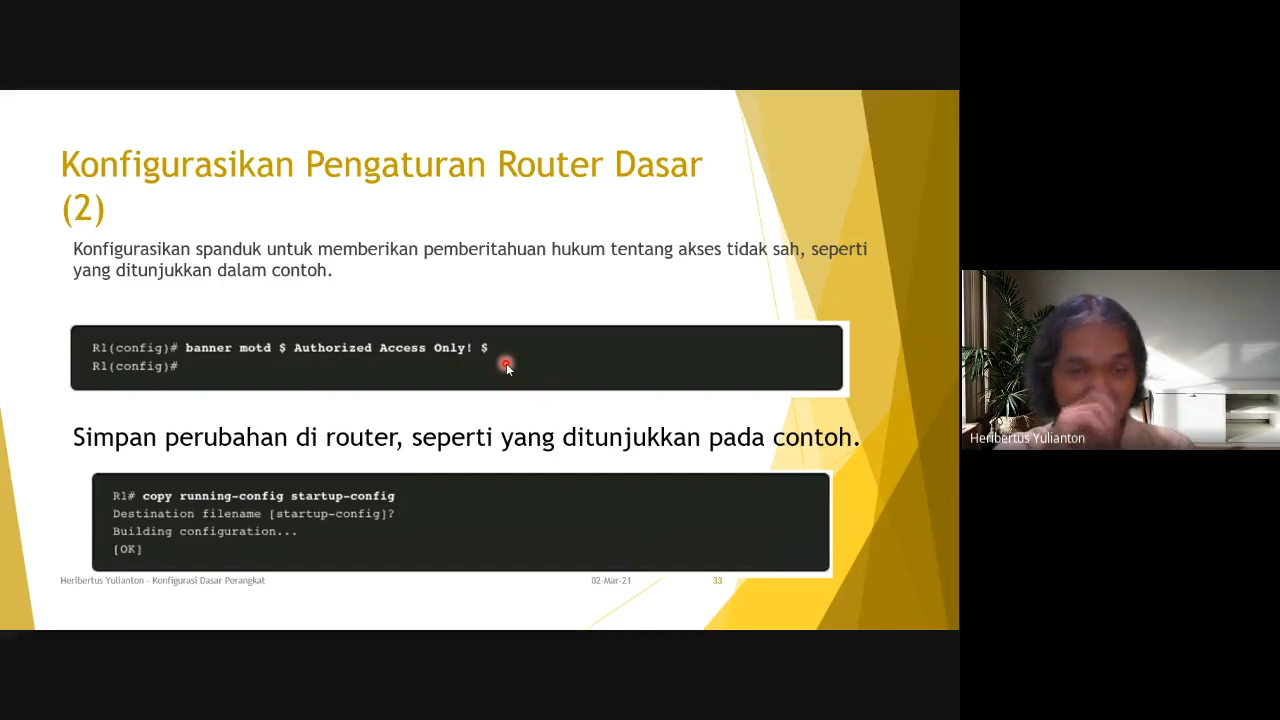 Konfigurasikan Pengaturan Router Dasar
(2)
Konfigurasikan spanduk untuk memberikan pemberitahuan hukum tentang akses tidak sah, seperti
yang ditunjukkan dalam contoh.
R1(config)# banner motd $ Authorized Access Only! $
R1(config)#
Simpan perubahan di router, seperti yang ditunjukkan pada contoh.
R1# copy running-config startup-config
Destination filename [startup-config]?
Building configuration...
[OK]
Heribertus Yulianton - Konfigurasi Dasar Perangkat
02-Mar-21
33
Heribertus Yulianton